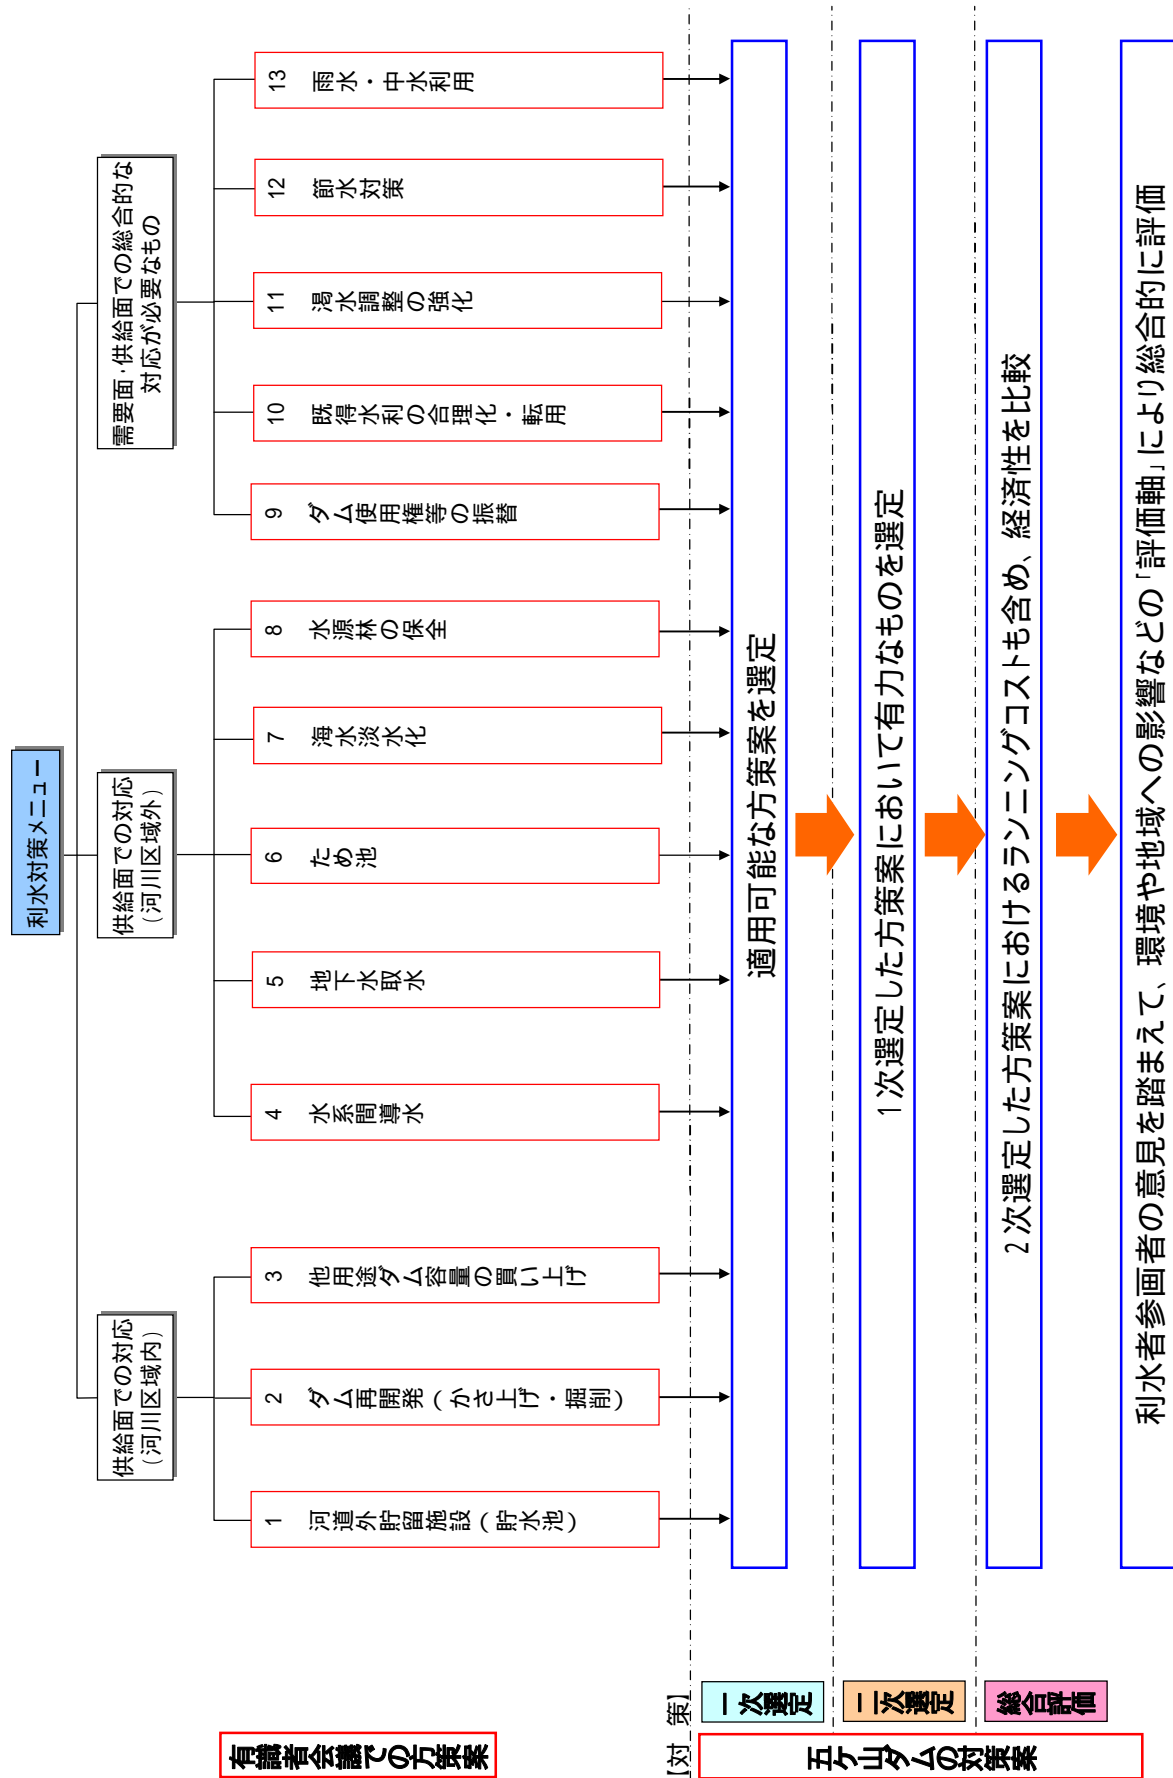 利水対策メニュー
供給面での対応
(河川区域内)
供給面での対応
(河川区域外)
需要面・供給面での総合的な
対応が必要なもの
有識者会議での方策案
1 河道外貯留施設(貯水池)
2 ダム再開発(かさ上げ・掘削)
3 他用途ダム容量の買い上げ
4 水系間導水
5 地下水取水
6 ため池
7 海水淡水化
8 水源林の保全
9 ダム使用権等の振替
10 既得水利の合理化・転用
11 渇水調整の強化
12 節水対策
13 雨水・中水利用
【対 策】
五ケ山ダムの対策案
一次選定
適用可能な方策案を選定
二次選定
1次選定した方策案において有力なものを選定
総合評価
2次選定した方策案におけるランニングコストも含め、経済性を比較
利水者参画者の意見を踏まえて、環境や地域への影響などの「評価軸」により総合的に評価